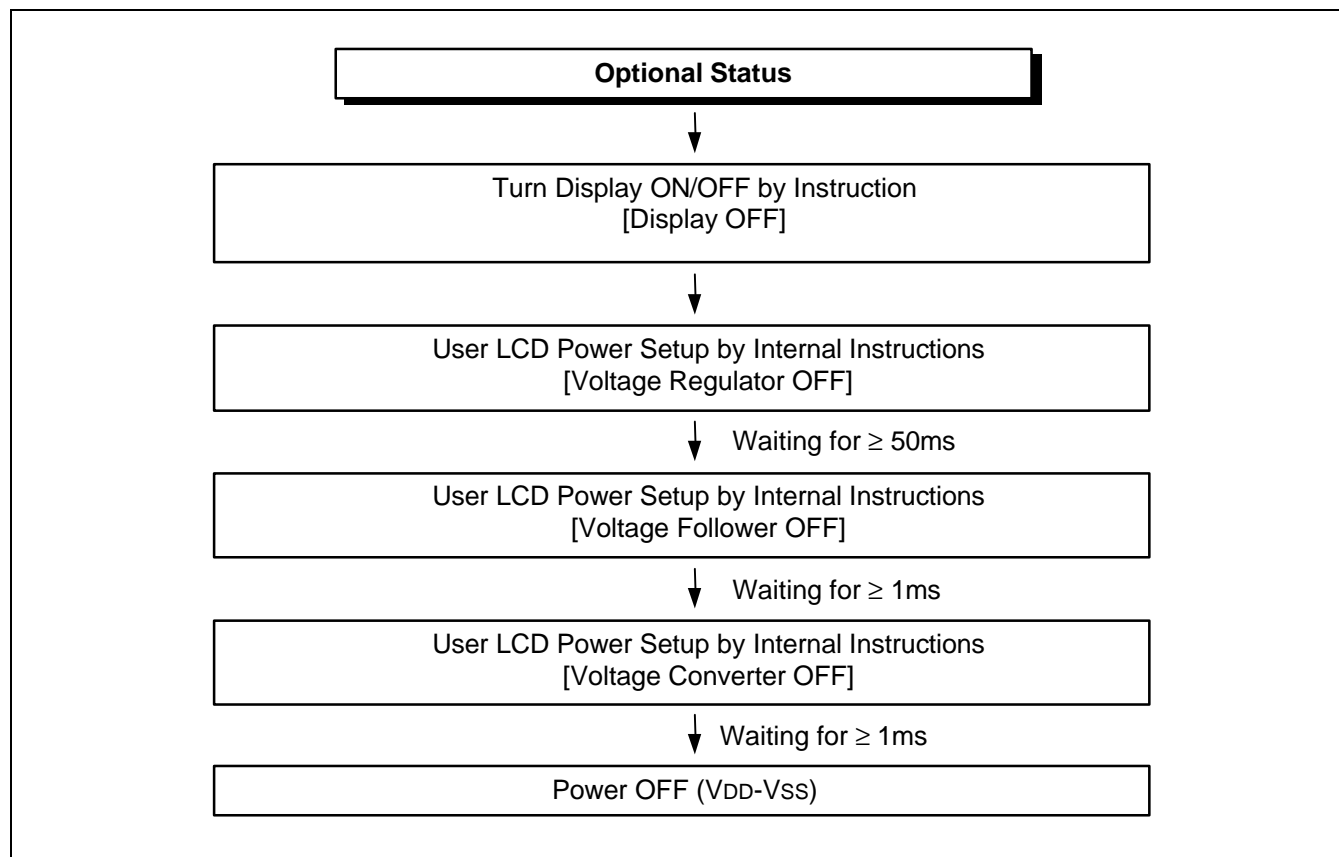 Optional Status
Turn Display ON/OFF by Instruction
[Display OFF]
User LCD Power Setup by Internal Instructions
[Voltage Regulator OFF]
Waiting for ≥ 50ms
User LCD Power Setup by Internal Instructions
[Voltage Follower OFF]
Waiting for ≥ 1ms
User LCD Power Setup by Internal Instructions
[Voltage Converter OFF]
Waiting for ≥ 1ms
Power OFF (VDD-VSS)